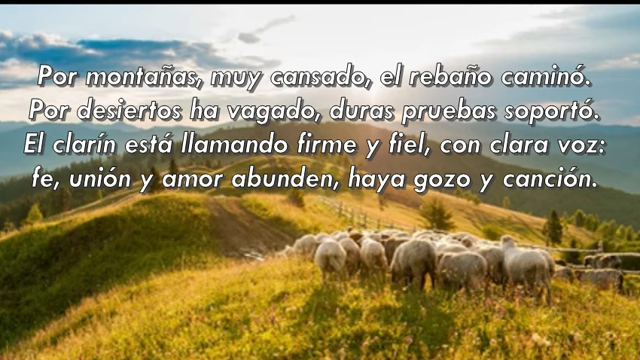 Por montañas, muy cansado, el rebaño caminó.
Por desiertos ha vagado, duras pruebas soportó.
El clarín está llamando firme y fiel, con clara voz:
fe, unión y amor abunden, haya gozo y canción.